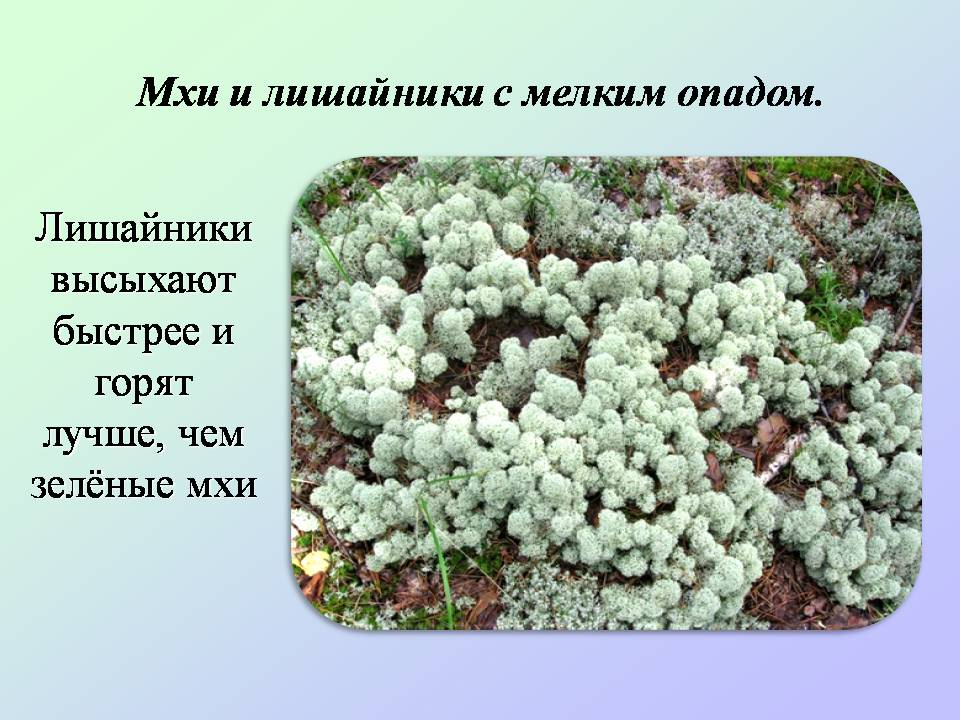 Мхи и лишайники с мелким опадом.
Лишайники
высыхают
быстрее и
горят
лучше, чем
зелёные мхи